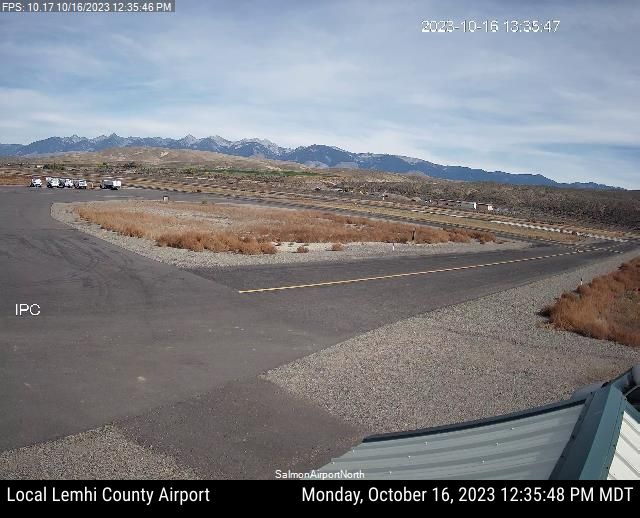 FPS: 10.17 10/16/2023 12:35:46 PM
2023-10-16 13:35:47
IPC
SalmonAirportNorth
Local Lemhi County Airport Monday, October 16, 2023 12:35:48 PM MDT